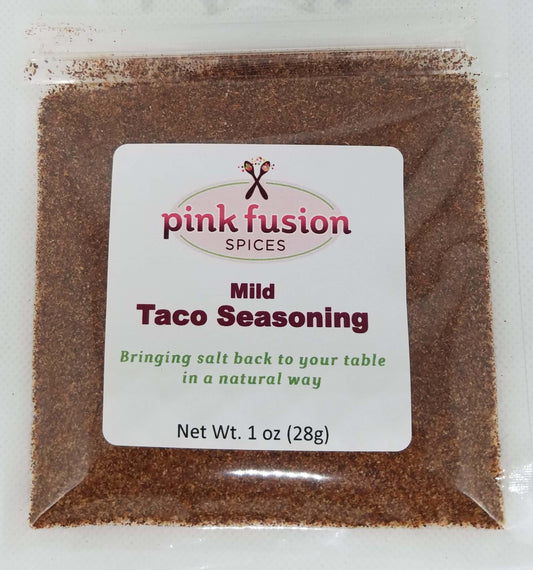 pink fusion
SPICES
Mild
Taco Seasoning
Bringing salt back to your table
in a natural way
Net Wt. 1 oz (28g)